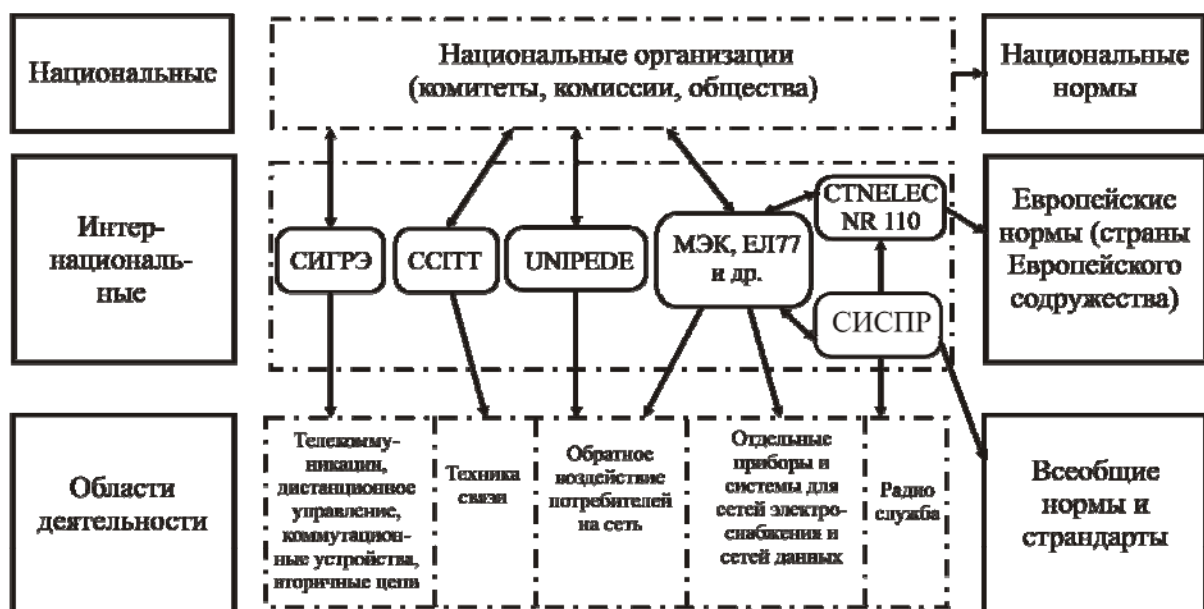 Национальные
Национальные организации
(комитеты, комиссии, общества)
Национальные
нормы
Интер-
националь-
ные
СИГРЭ
CCITT
UNIPEDE
МЭК, ЕЛ77
и др.
CTNELEC
NR 110
СИСПР
Европейские
нормы (страны
Европейского
содружества)
Области
деятельности
Телекомму-
никации,
дистанционвое
управление,
коммутацион-
ные устройства,
вторичные цепи
Техника
связи
Обратное
воздействие
потребителей
на сеть
Отдельные
приборы и
системы для
сетей электро-
снабжения и
сетей данных
Радио
служба
Всеобщие
нормы и
страндарты